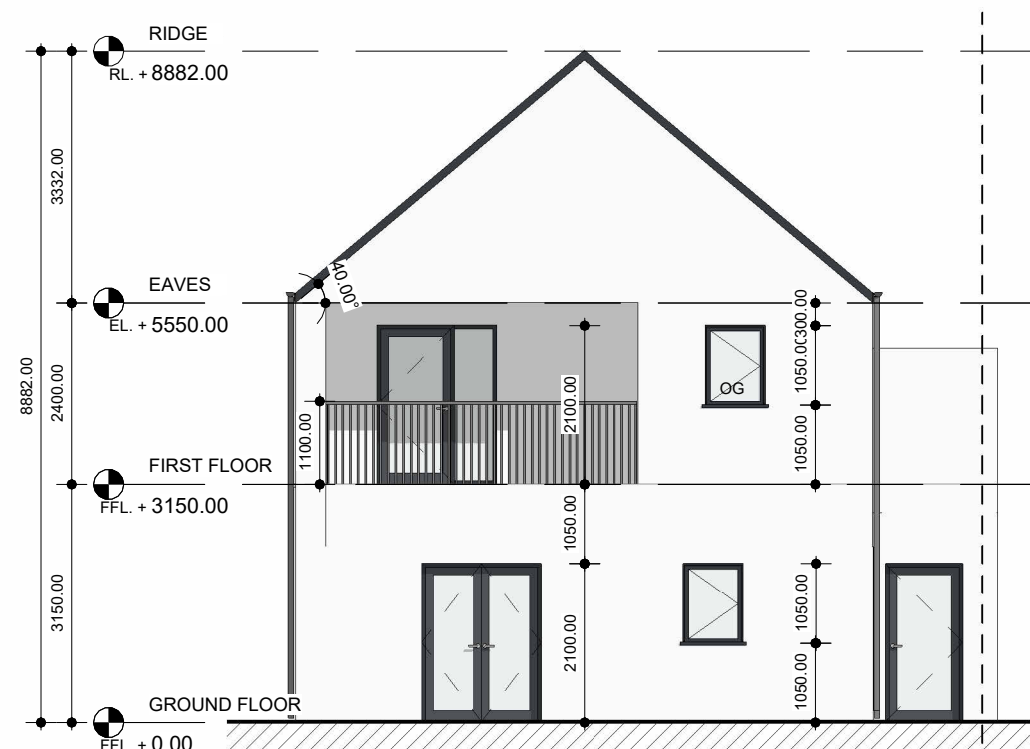 RIDGE
RL. + 8882.00
3332.00
EAVES
EL. + 5550.00
40.00°
300.00
1050.00
OG
8882.00
2400.00
2100.00
1100.00
1050.00
FIRST FLOOR
FFL. + 3150.00
1050.00
3150.00
2100.00
1050.00
1050.00
GROUND FLOOR
FFL. + 0.00